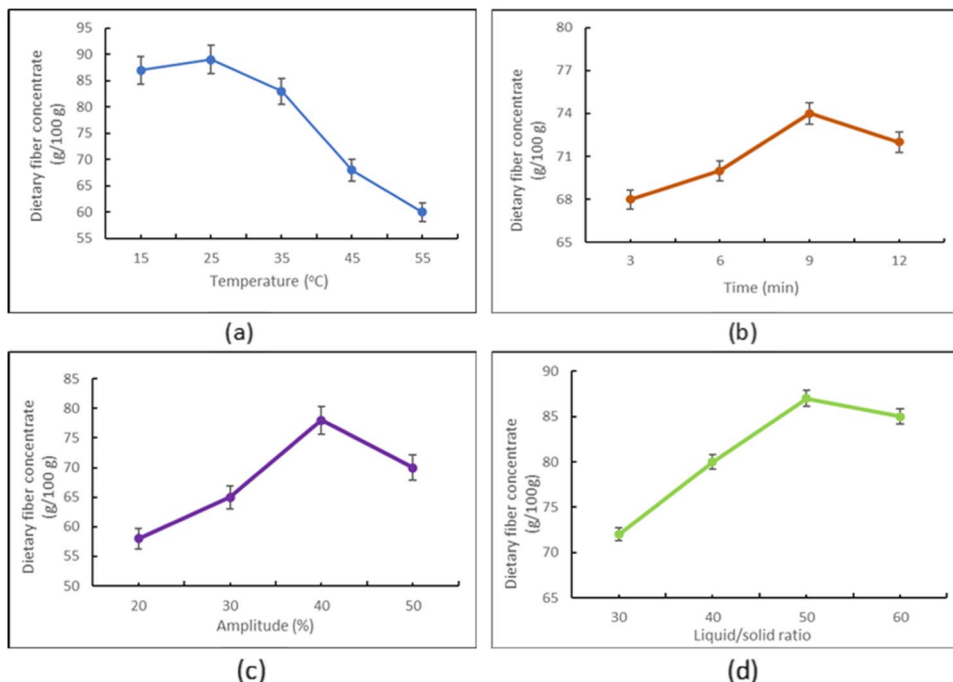 Dietary fiber concentrate
(g/100 g)
95
90
85
80
75
70
65
60
55
15 25 35 45 55
Temperature (ºC)
(a)
Dietary fiber concentrate
(g/100 g)
80
77
74
71
68
65
3 6 9 12
Time (min)
(b)
Dietary fiber concentrate
(g/100 g)
85
80
75
70
65
60
55
50
20 30 40 50
Amplitude (%)
(c)
Dietary fiber concentrate
(g/100g)
90
85
80
75
70
65
30 40 50 60
Liquid/solid ratio
(d)